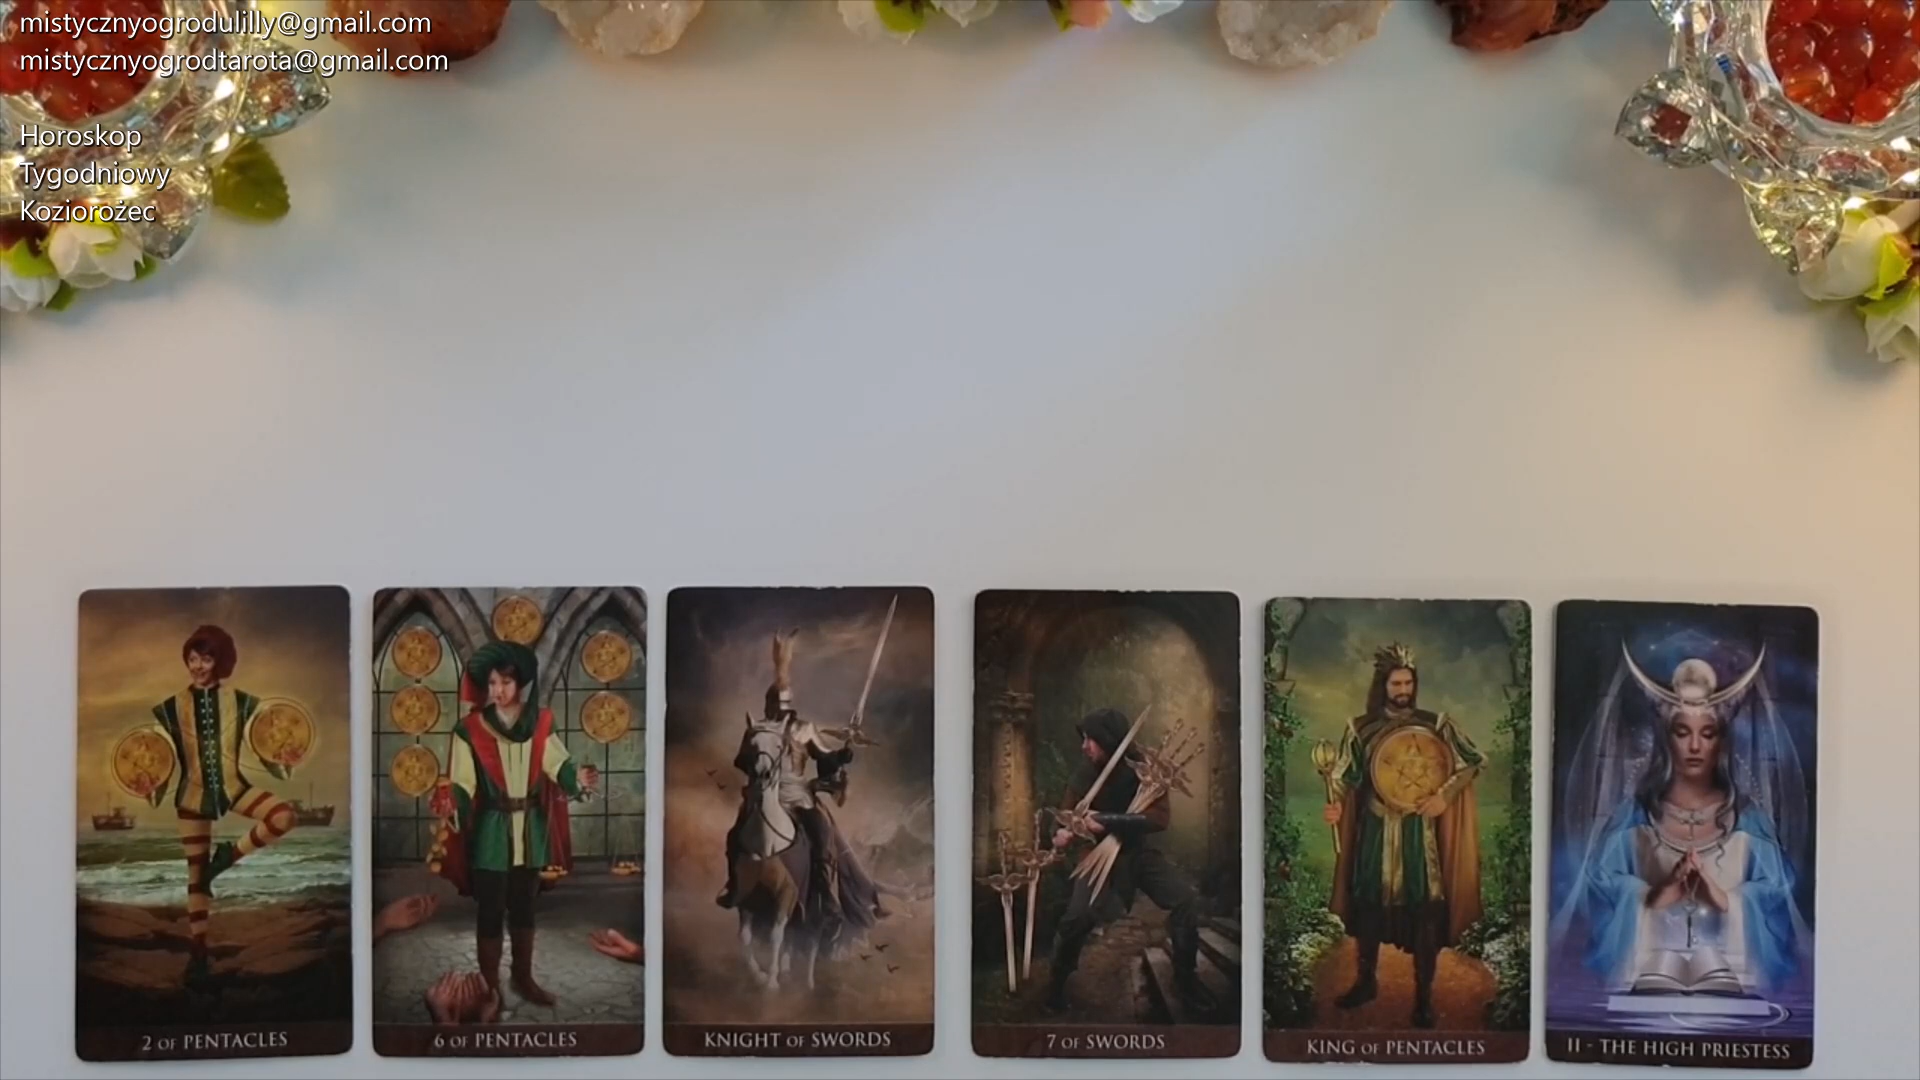 mistycznyogrodulilly@gmail.com
mistycznyogrodtarota@gmail.com
Horoskop
Tygodniowy
Koziorożec
2 OF PENTACLES
6 OF PENTACLES
KNIGHT OF SWORDS
7 OF SWORDS
KING OF PENTACLES
II - THE HIGH PRIESTESS